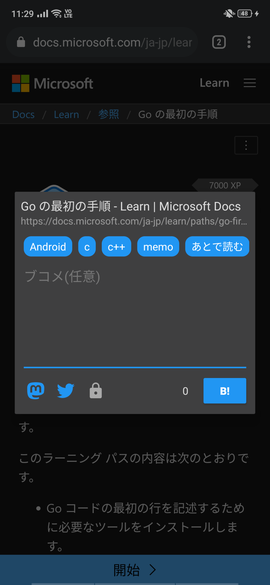 11:29
48
docs.microsoft.com/ja-jp/lear
2
Microsoft
Learn
Docs / Learn / 参照 / Go の最初の手順
7000 XP
Go の最初の手順 - Learn | Microsoft Docs
https://docs.microsoft.com/ja-jp/learn/paths/go-fir...
Android
c
c++
memo
あとで読む
ブコメ(任意)
0
B!
す。
このラーニング パスの内容は次のとおりで
す。
• Go コードの最初の行を記述するため
に必要なツールをインストールしま
す。
開始